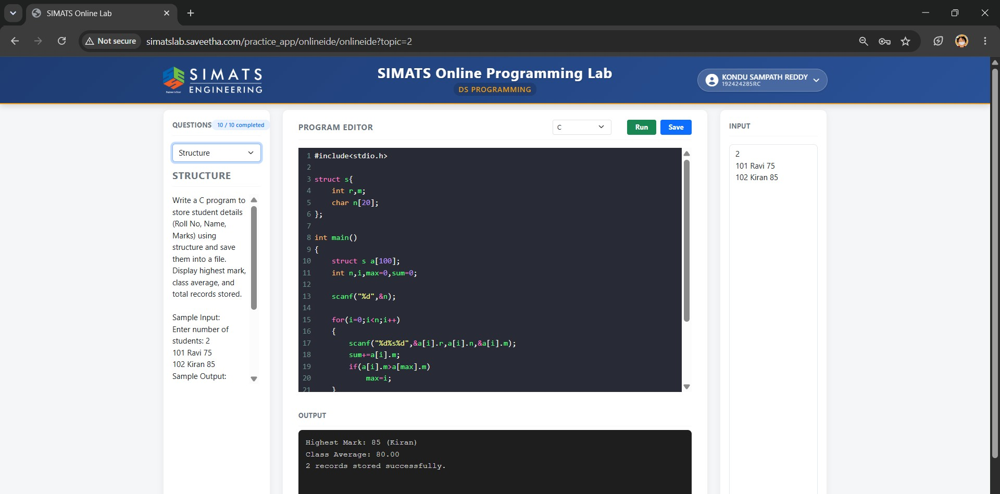 SIMATS Online Lab
Not secure
simatslab.saveetha.com/practice_app/onlineide/onlineide?topic=2
SIMATS
ENGINEERING
Engineer to Excel
SIMATS Online Programming Lab
DS PROGRAMMING
KONDU SAMPATH REDDY
192424285RC
QUESTIONS 10 / 10 completed
Structure
STRUCTURE
Write a C program to
store student details
(Roll No, Name,
Marks) using
structure and save
them into a file.
Display highest mark,
class average, and
total records stored.
Sample Input:
Enter number of
students: 2
101 Ravi 75
102 Kiran 85
Sample Output:
PROGRAM EDITOR
C
Run
Save
1 #include<stdio.h>
2
3 struct s{
4     int r,m;
5     char n[20];
6 };
7
8 int main()
9 {
10     struct s a[100];
11     int n,i,max=0,sum=0;
12
13     scanf("%d",&n);
14
15     for(i=0;i<n;i++)
16     {
17         scanf("%d%s%d",&a[i].r,a[i].n,&a[i].m);
18         sum+=a[i].m;
19         if(a[i].m>a[max].m)
20             max=i;
21     }
OUTPUT
Highest Mark: 85 (Kiran)
Class Average: 80.00
2 records stored successfully.
INPUT
2
101 Ravi 75
102 Kiran 85